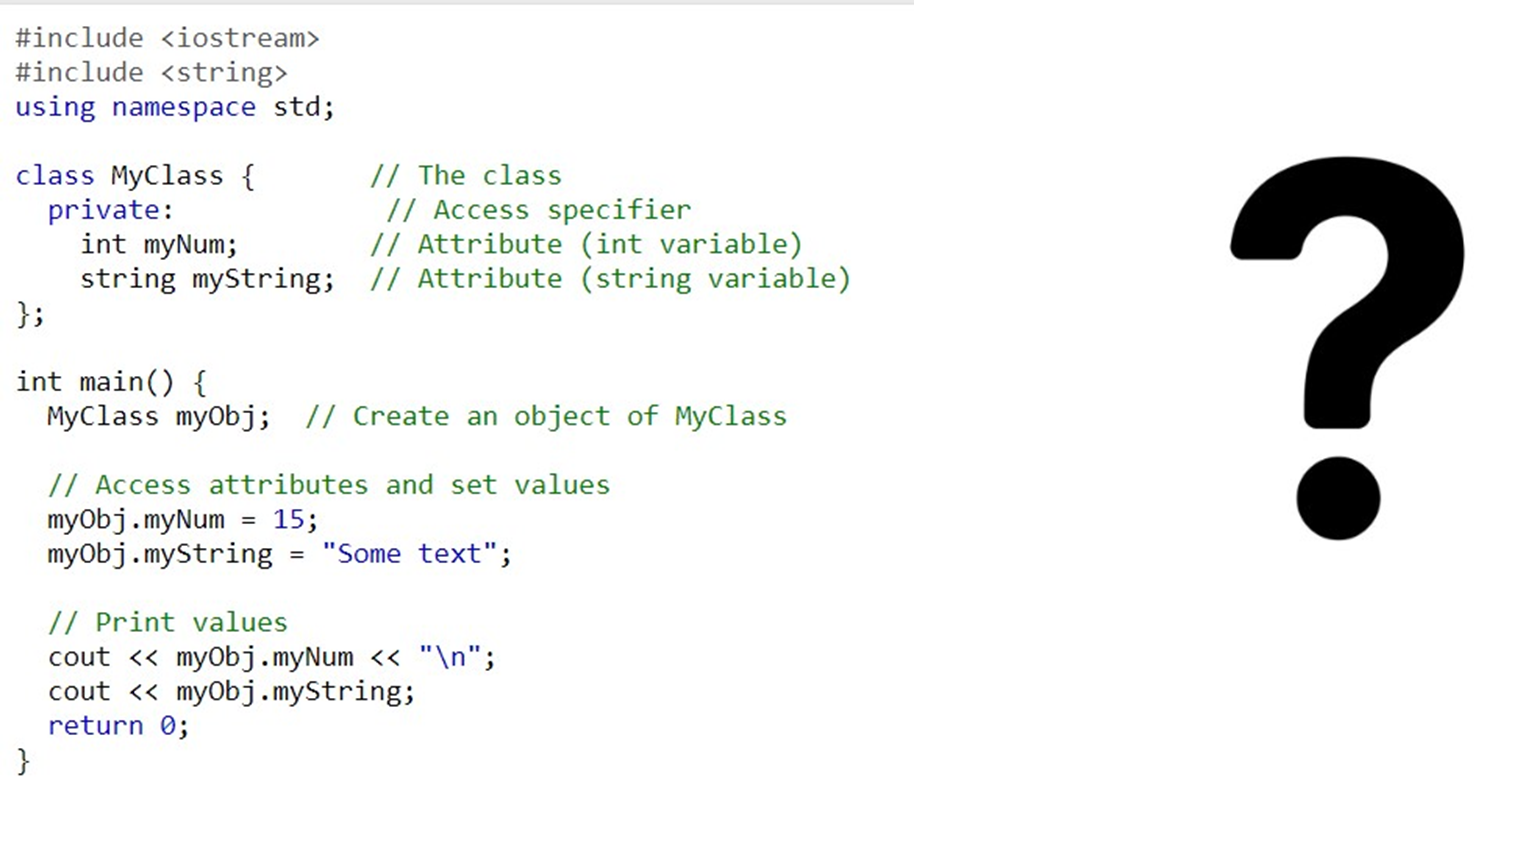 #include <iostream>
#include <string>
using namespace std;
class MyClass {       // The class
  private:             // Access specifier
    int myNum;        // Attribute (int variable)
    string myString;  // Attribute (string variable)
};
int main() {
  MyClass myObj;  // Create an object of MyClass
  // Access attributes and set values
  myObj.myNum = 15;
  myObj.myString = "Some text";
  // Print values
  cout << myObj.myNum << "\n";
  cout << myObj.myString;
  return 0;
}
?